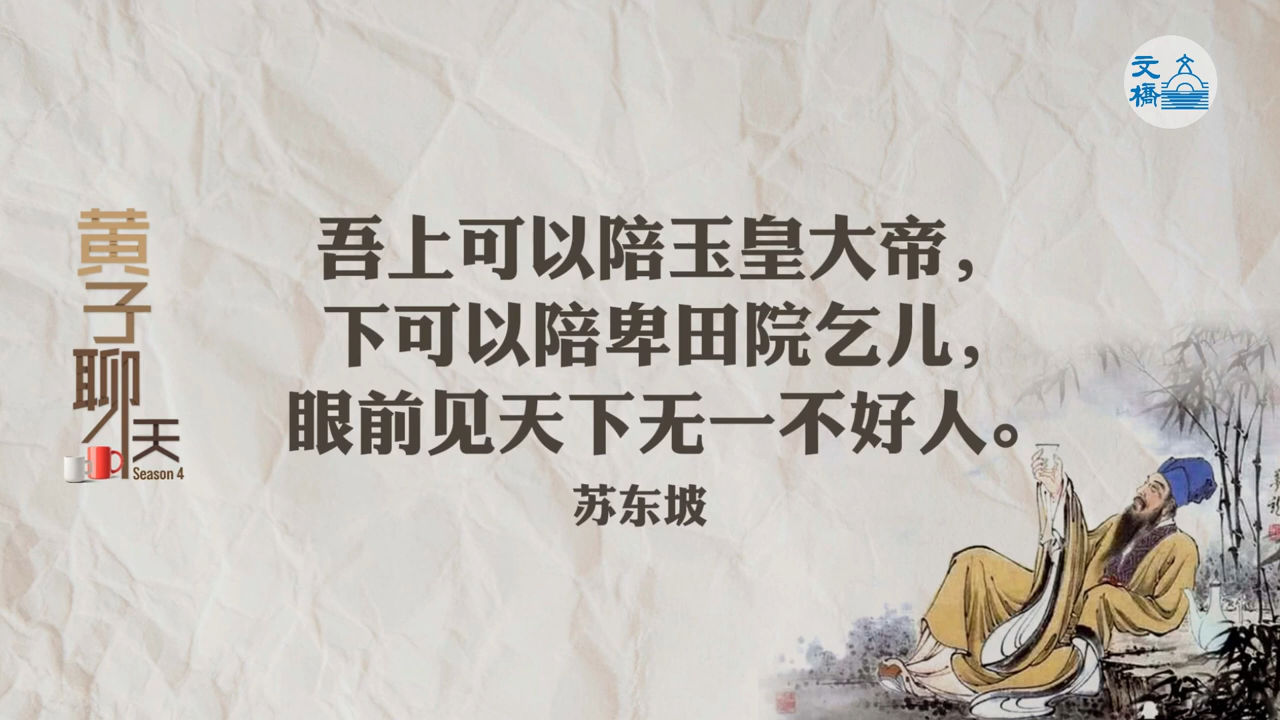 文橋
文
黄子聊天
Season 4
吾上可以陪玉皇大帝，
下可以陪卑田院乞儿，
眼前见天下无一不好人。
苏东坡